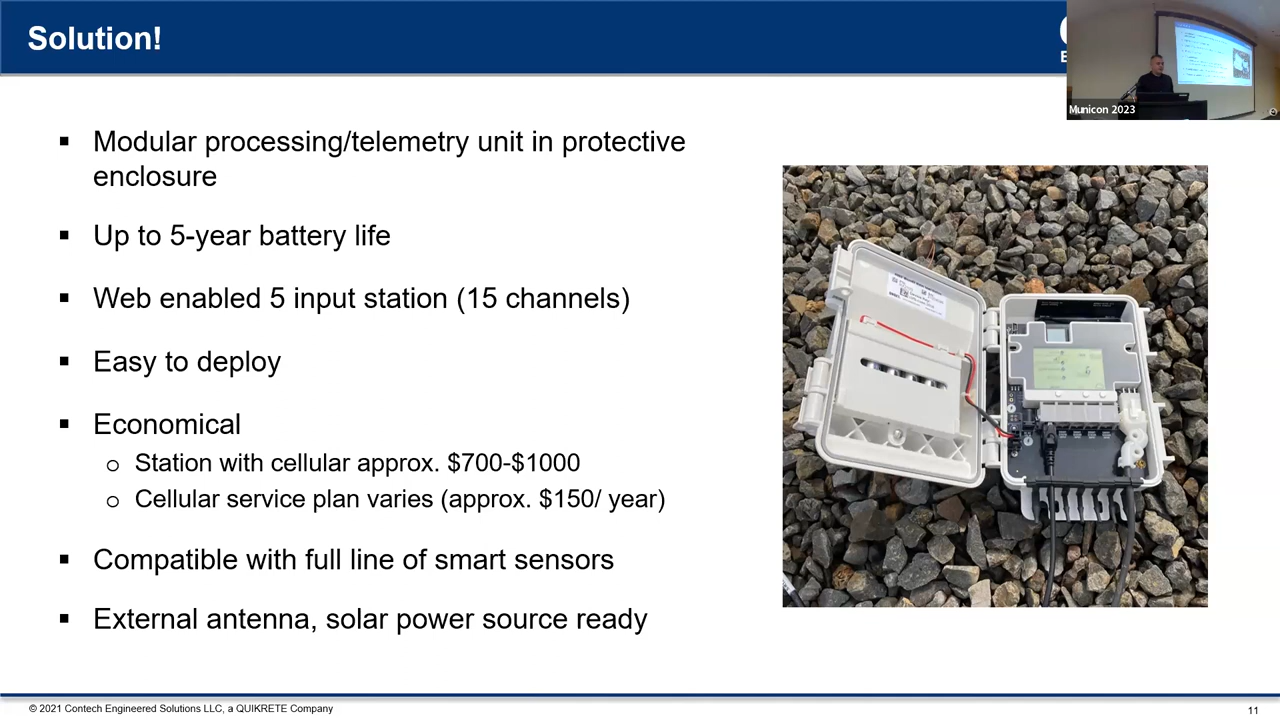 Solution!
Municon 2023
▪ Modular processing/telemetry unit in protective
enclosure
▪ Up to 5-year battery life
▪ Web enabled 5 input station (15 channels)
▪ Easy to deploy
▪ Economical
o Station with cellular approx. $700-$1000
o Cellular service plan varies (approx. $150/ year)
▪ Compatible with full line of smart sensors
▪ External antenna, solar power source ready
© 2021 Contech Engineered Solutions LLC, a QUIKRETE Company
11